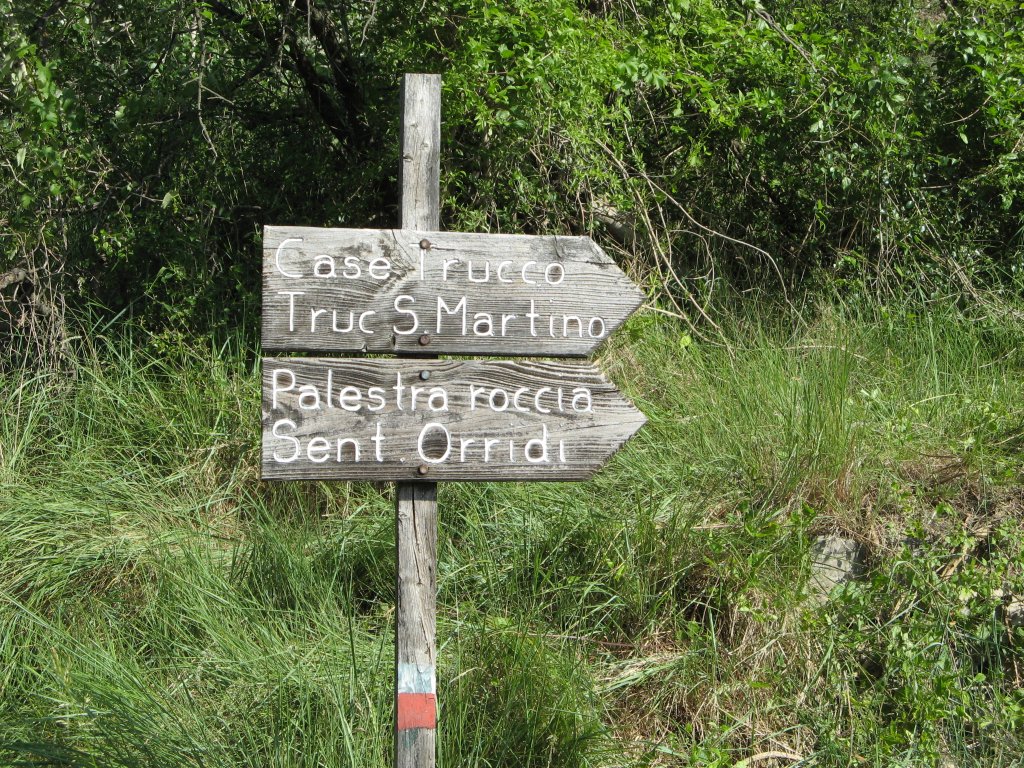 Case Trucco
Truc S. Martino
Palestra roccia
Sent. Orridi